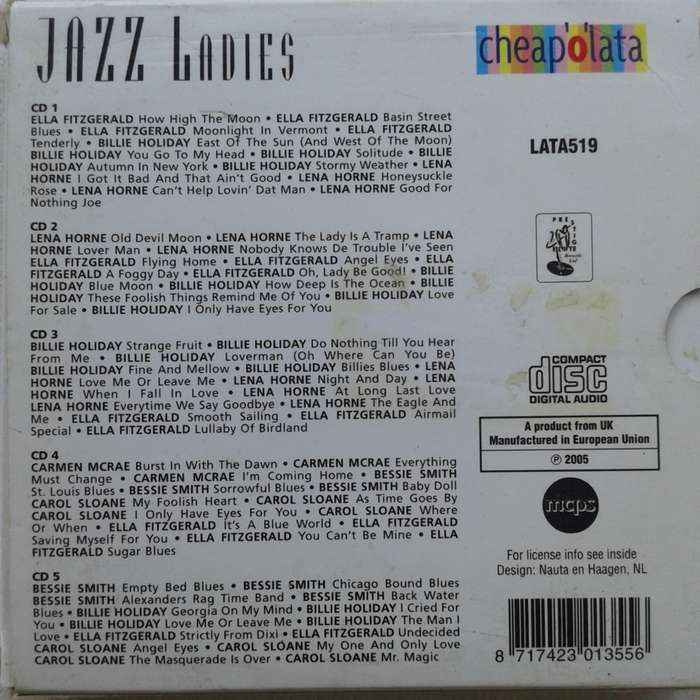 JAZZ LADIES
cheap'o'lata
CD 1
ELLA FITZGERALD How High The Moon • ELLA FITZGERALD Basin Street
Blues • ELLA FITZGERALD Moonlight In Vermont • ELLA FITZGERALD
Tenderly • BILLIE HOLIDAY East Of The Sun (And West Of The Moon)
BILLIE HOLIDAY You Go To My Head • BILLIE HOLIDAY Solitude • BILLIE
HOLIDAY Autumn In New York • BILLIE HOLIDAY Stormy Weather • LENA
HORNE I Got It Bad And That Ain't Good • LENA HORNE Honeysuckle
Rose • LENA HORNE Can't Help Lovin' Dat Man • LENA HORNE Good For
Nothing Joe
CD 2
LENA HORNE Old Devil Moon • LENA HORNE The Lady Is A Tramp • LENA
HORNE Lover Man • LENA HORNE Nobody Knows De Trouble I've Seen
ELLA FITZGERALD Flying Home • ELLA FITZGERALD Angel Eyes • ELLA
FITZGERALD A Foggy Day • ELLA FITZGERALD Oh, Lady Be Good! • BILLIE
HOLIDAY Blue Moon • BILLIE HOLIDAY How Deep Is The Ocean • BILLIE
HOLIDAY These Foolish Things Remind Me Of You • BILLIE HOLIDAY Love
For Sale • BILLIE HOLIDAY I Only Have Eyes For You
CD 3
BILLIE HOLIDAY Strange Fruit • BILLIE HOLIDAY Do Nothing Till You Hear
From Me • BILLIE HOLIDAY Loverman (Oh Where Can You Be)
BILLIE HOLIDAY Fine And Mellow • BILLIE HOLIDAY Billies Blues • LENA
HORNE Love Me Or Leave Me • LENA HORNE Night And Day • LENA
HORNE When I Fall In Love • LENA HORNE At Long Last Love
LENA HORNE Everytime We Say Goodbye • LENA HORNE The Eagle And
Me • ELLA FITZGERALD Smooth Sailing • ELLA FITZGERALD Airmail
Special • ELLA FITZGERALD Lullaby Of Birdland
CD 4
CARMEN MCRAE Burst In With The Dawn • CARMEN MCRAE Everything
Must Change • CARMEN MCRAE I'm Coming Home • BESSIE SMITH
St. Louis Blues • BESSIE SMITH Sorrowful Blues • BESSIE SMITH Baby Doll
CAROL SLOANE My Foolish Heart • CAROL SLOANE As Time Goes By
CAROL SLOANE I Only Have Eyes For You • CAROL SLOANE Where
Or When • ELLA FITZGERALD It's A Blue World • ELLA FITZGERALD
Saving Myself For You • ELLA FITZGERALD You Can't Be Mine • ELLA
FITZGERALD Sugar Blues
CD 5
BESSIE SMITH Empty Bed Blues • BESSIE SMITH Chicago Bound Blues
BESSIE SMITH Alexanders Rag Time Band • BESSIE SMITH Back Water
Blues • BILLIE HOLIDAY Georgia On My Mind • BILLIE HOLIDAY I Cried For
You • BILLIE HOLIDAY Love Me Or Leave Me • BILLIE HOLIDAY The Man I
Love • ELLA FITZGERALD Strictly From Dixi • ELLA FITZGERALD Undecided
CAROL SLOANE Angel Eyes • CAROL SLOANE My One And Only Love
CAROL SLOANE The Masquerade Is Over • CAROL SLOANE Mr. Magic
LATA519
PRESTIGE
COMPACT
disc
DIGITAL AUDIO
A product from UK
Manufactured in European Union
℗ 2005
mcps
For license info see inside
Design: Nauta en Haagen, NL
8 717423 013556